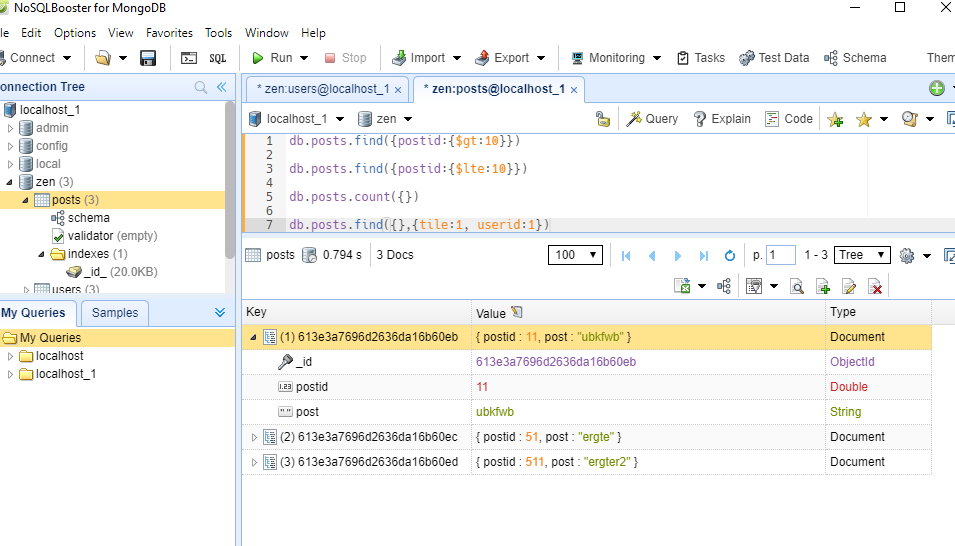 NoSQLBooster for MongoDB
le Edit Options View Favorites Tools Window Help
Connect SQL Run Stop Import Export Monitoring Tasks Test Data Schema Them
onnection Tree
* zen:users@localhost_1 × * zen:posts@localhost_1 ×
localhost_1
localhost_1 zen Query Explain Code
admin
config
local
zen (3)
posts (3)
schema
validator (empty)
indexes (1)
_id_ (20.0KB)
users (3)
1 db.posts.find({postid:{$gt:10}})
2
3 db.posts.find({postid:{$lte:10}})
4
5 db.posts.count({})
6
7 db.posts.find({},{tile:1, userid:1})
posts 0.794 s 3 Docs 100 p. 1 1 - 3 Tree
My Queries Samples
My Queries
localhost
localhost_1
Key Value Type
(1) 613e3a7696d2636da16b60eb { postid : 11, post : "ubkfwb" } Document
_id 613e3a7696d2636da16b60eb ObjectId
1.23 postid 11 Double
" " post ubkfwb String
(2) 613e3a7696d2636da16b60ec { postid : 51, post : "ergte" } Document
(3) 613e3a7696d2636da16b60ed { postid : 511, post : "ergter2" } Document